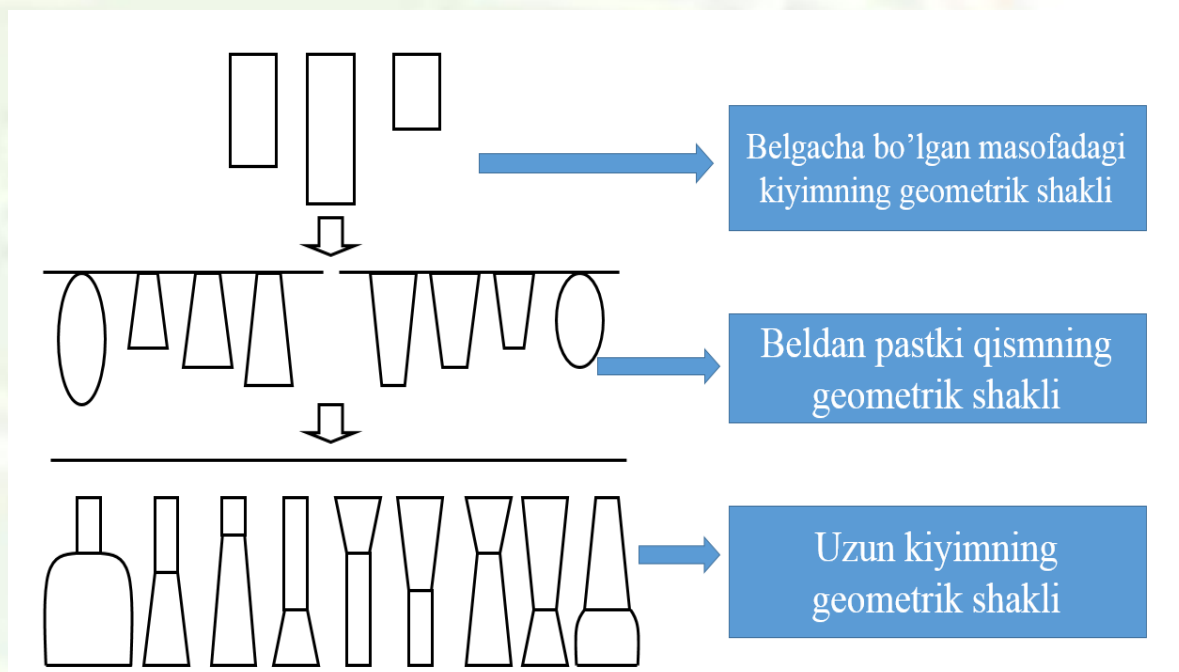 Belgacha bo’lgan masofadagi
kiyimning geometrik shakli
Beldan pastki qismning
geometrik shakli
Uzun kiyimning
geometrik shakli